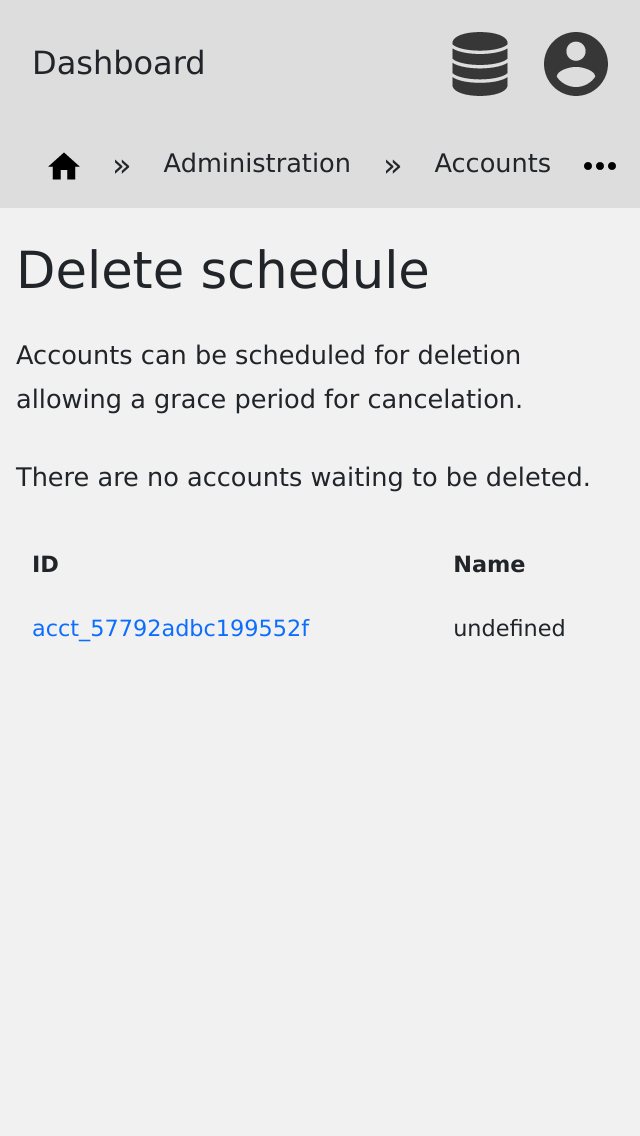 Dashboard
» Administration » Accounts •••
Delete schedule
Accounts can be scheduled for deletion
allowing a grace period for cancelation.
There are no accounts waiting to be deleted.
ID Name
acct_57792adbc199552f undefined